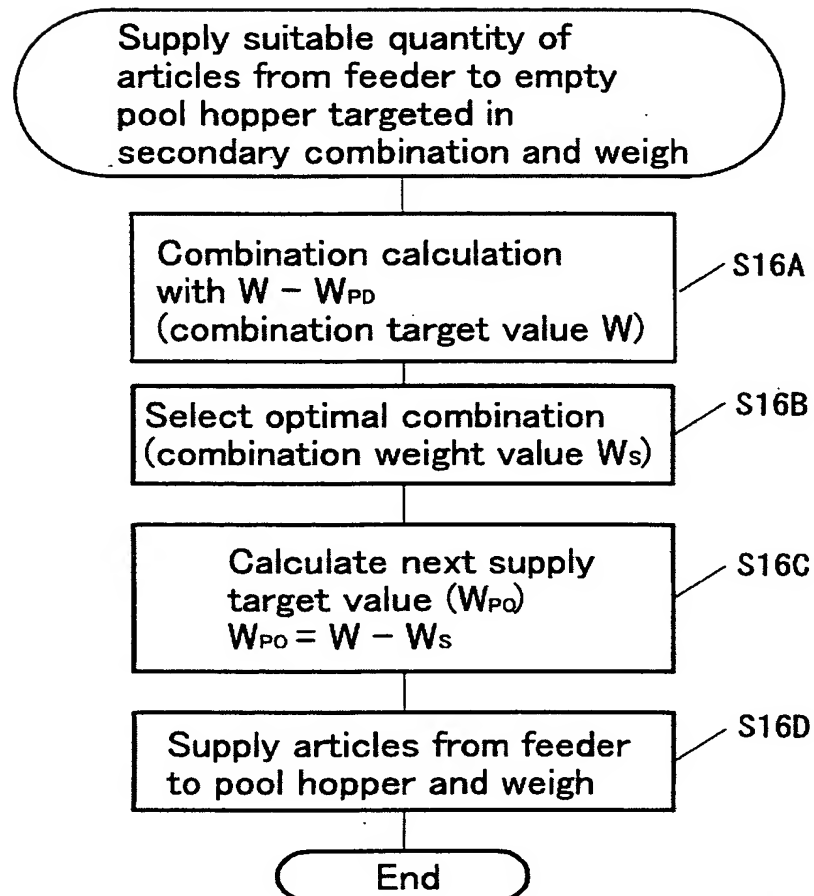 Supply suitable quantity of
articles from feeder to empty
pool hopper targeted in
secondary combination and weigh
Combination calculation
with W − WPD
(combination target value W)
S16A
Select optimal combination
(combination weight value Ws)
S16B
Calculate next supply
target value (WPO)
WPO = W − Ws
S16C
Supply articles from feeder
to pool hopper and weigh
S16D
End